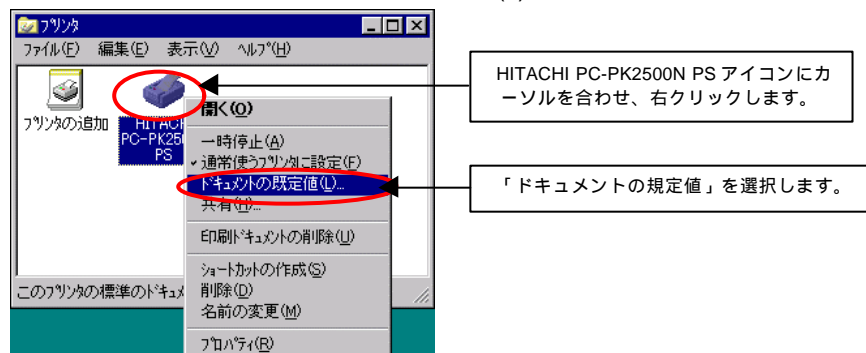 プリンタ
ファイル(F) 編集(E) 表示(V) ヘルプ(H)
プリンタの追加
PS
開く(O)
一時停止(A)
通常使うプリンタに設定(F)
ドキュメントの既定値(L)...
共有(H)...
印刷ドキュメントの削除(U)
ショートカットの作成(S)
削除(D)
名前の変更(M)
プロパティ(R)
このプリンタの標準のドキュメ
HITACHI PC-PK2500N PS アイコンにカ
ーソルを合わせ、右クリックします。
「ドキュメントの規定値」を選択します。